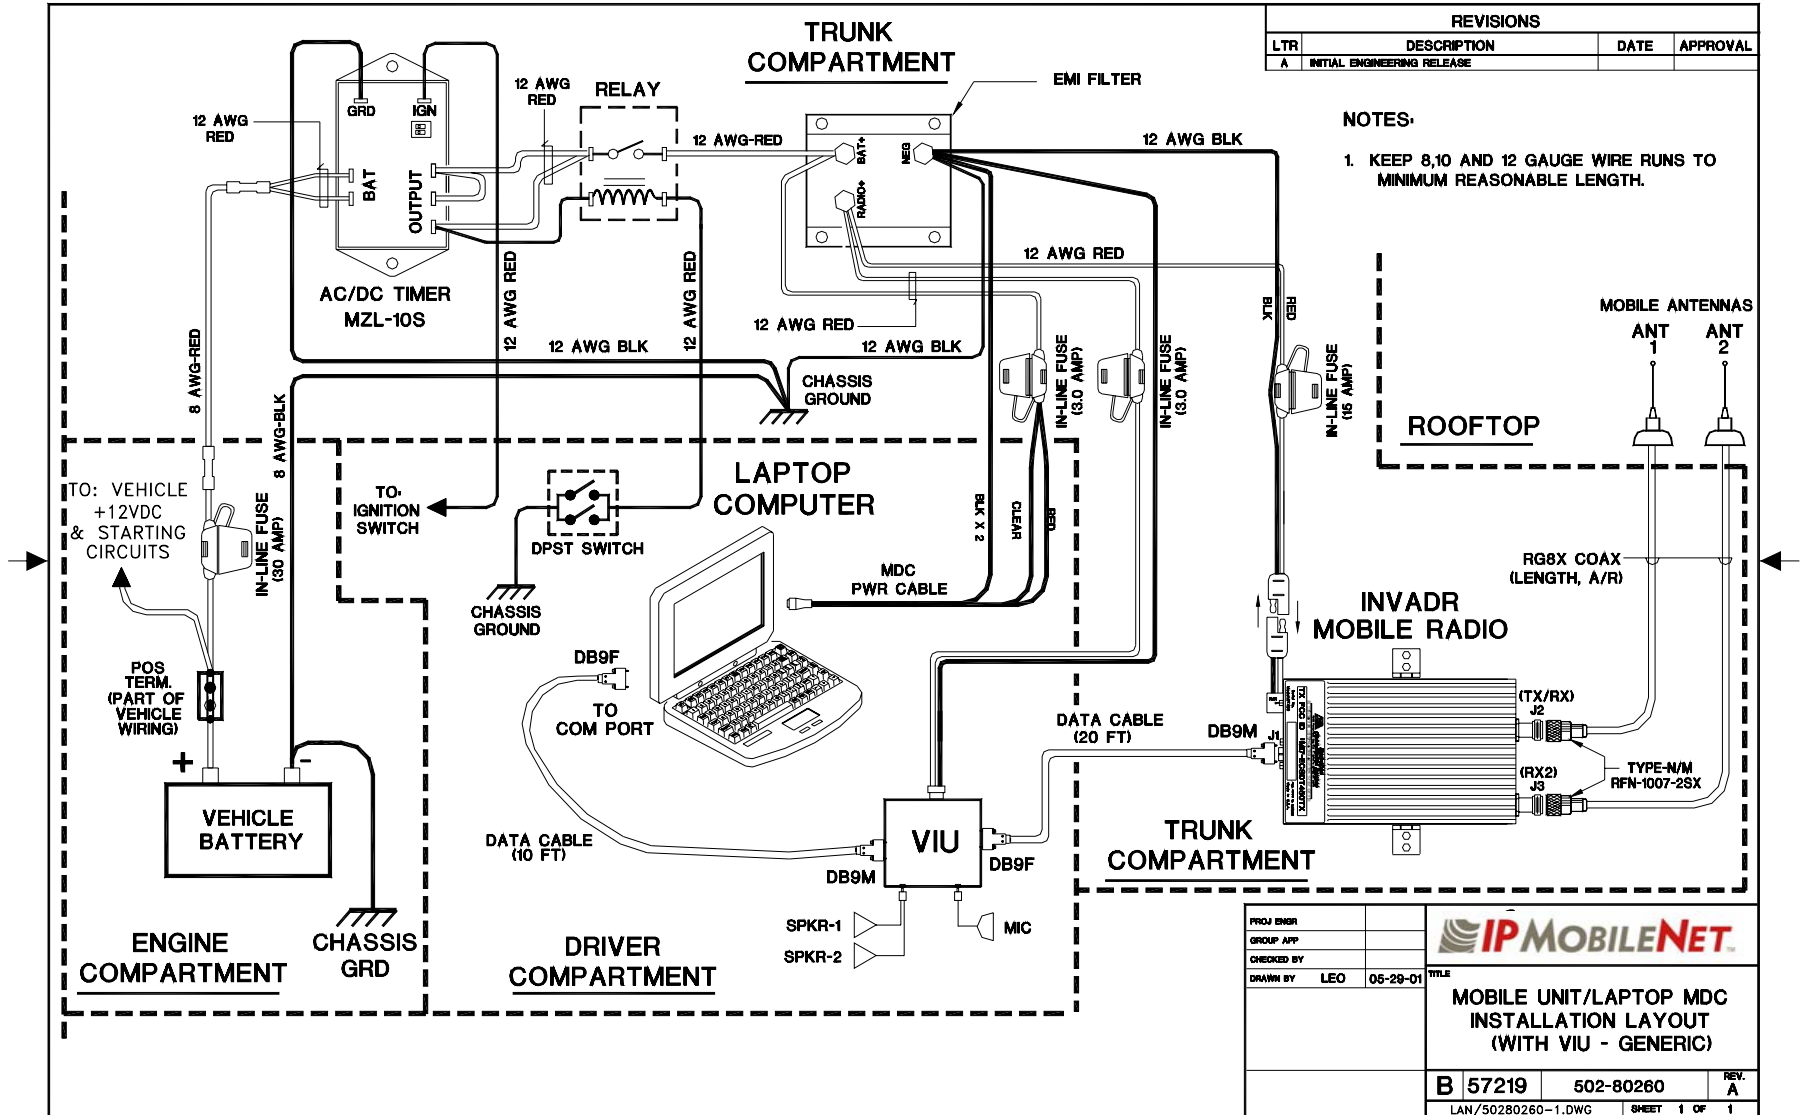 TRUNK
COMPARTMENT
REVISIONS
LTR DESCRIPTION DATE APPROVAL
A INITIAL ENGINEERING RELEASE
EMI FILTER
NOTES:
1. KEEP 8,10 AND 12 GAUGE WIRE RUNS TO
MINIMUM REASONABLE LENGTH.
12 AWG
RED
GRD
IGN
12 AWG
RED
RELAY
12 AWG-RED
BAT+
NEG
RADIO+
12 AWG BLK
BAT
OUTPUT
AC/DC TIMER
MZL-10S
12 AWG RED
12 AWG RED
12 AWG RED
12 AWG RED
12 AWG BLK
12 AWG BLK
8 AWG-RED
8 AWG-BLK
CHASSIS
GROUND
IN-LINE FUSE
(3.0 AMP)
IN-LINE FUSE
(3.0 AMP)
BLK
RED
IN-LINE FUSE
(15 AMP)
MOBILE ANTENNAS
ANT
1
ANT
2
ROOFTOP
TO: VEHICLE
+12VDC
& STARTING
CIRCUITS
IN-LINE FUSE
(30 AMP)
TO:
IGNITION
SWITCH
DPST SWITCH
CHASSIS
GROUND
LAPTOP
COMPUTER
BLK X 2
CLEAR
RED
MDC
PWR CABLE
RG8X COAX
(LENGTH, A/R)
INVADR
MOBILE RADIO
POS
TERM.
(PART OF
VEHICLE
WIRING)
+
-
VEHICLE
BATTERY
DB9F
TO
COM PORT
DATA CABLE
(20 FT)
DB9M
J1
TX FCC ID
(TX/RX)
J2
(RX2)
J3
TYPE-N/M
RFN-1007-2SX
DATA CABLE
(10 FT)
VIU
DB9M
DB9F
TRUNK
COMPARTMENT
SPKR-1
SPKR-2
MIC
ENGINE
COMPARTMENT
CHASSIS
GRD
DRIVER
COMPARTMENT
PROJ ENGR
GROUP APP
CHECKED BY
DRAWN BY LEO 05-29-01
IPMOBILENET
TITLE
MOBILE UNIT/LAPTOP MDC
INSTALLATION LAYOUT
(WITH VIU - GENERIC)
B 57219 502-80260 REV. A
LAN/50280260-1.DWG SHEET 1 OF 1